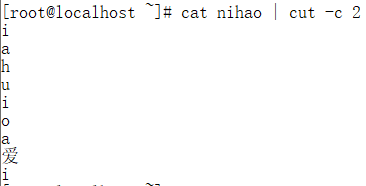 [root@localhost ~]# cat nihao | cut -c 2
i
a
h
u
i
o
a
爱
i